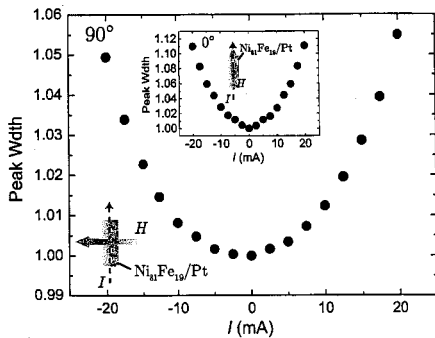 90°
1.06
1.05
1.04
1.03
1.02
1.01
1.00
0.99
Peak Wdth
-20
-10
0
10
20
I (mA)
H
I
Ni81Fe19/Pt
0°
1.12
1.10
1.08
1.06
1.04
1.02
1.00
Peak Wdth
Ni81Fe19/Pt
H
I
-20
-10
0
10
20
I (mA)